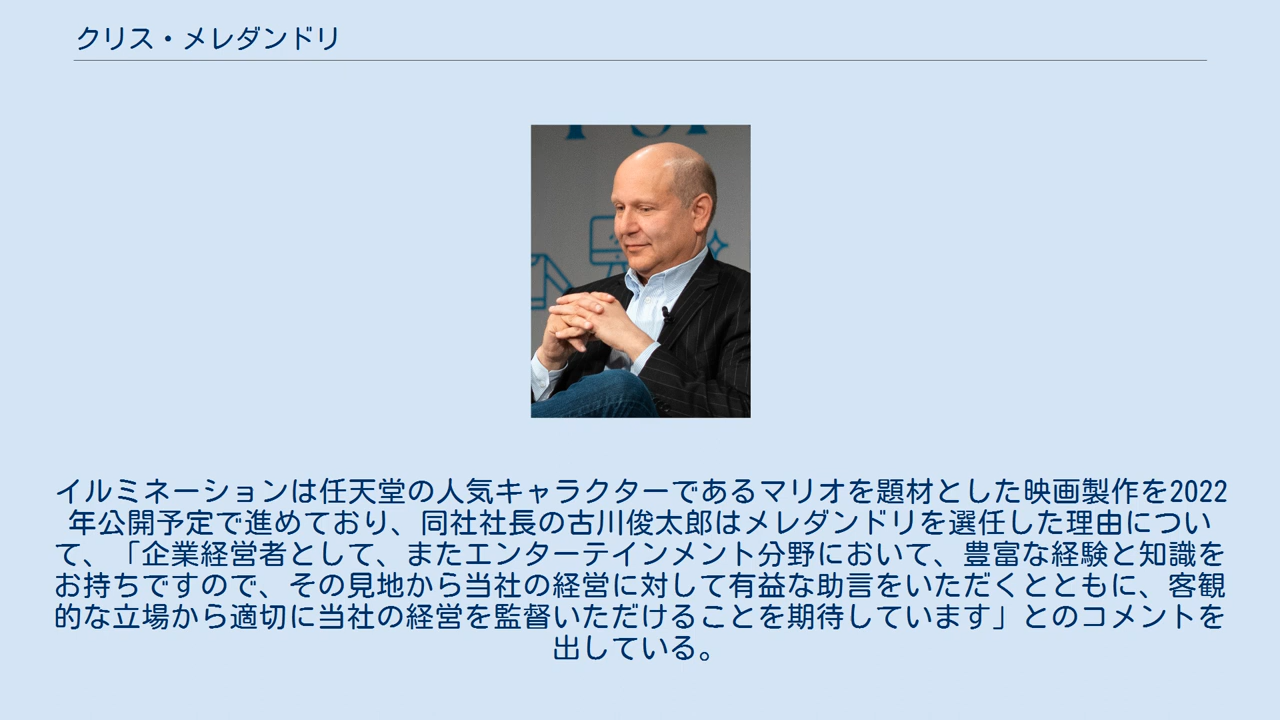 クリス・メレダンドリ
イルミネーションは任天堂の人気キャラクターであるマリオを題材とした映画製作を2022
年公開予定で進めており、同社社長の古川俊太郎はメレダンドリを選任した理由につい
て、「企業経営者として、またエンターテインメント分野において、豊富な経験と知識を
お持ちですので、その見地から当社の経営に対して有益な助言をいただくとともに、客観
的な立場から適切に当社の経営を監督いただけることを期待しています」とのコメントを
出している。